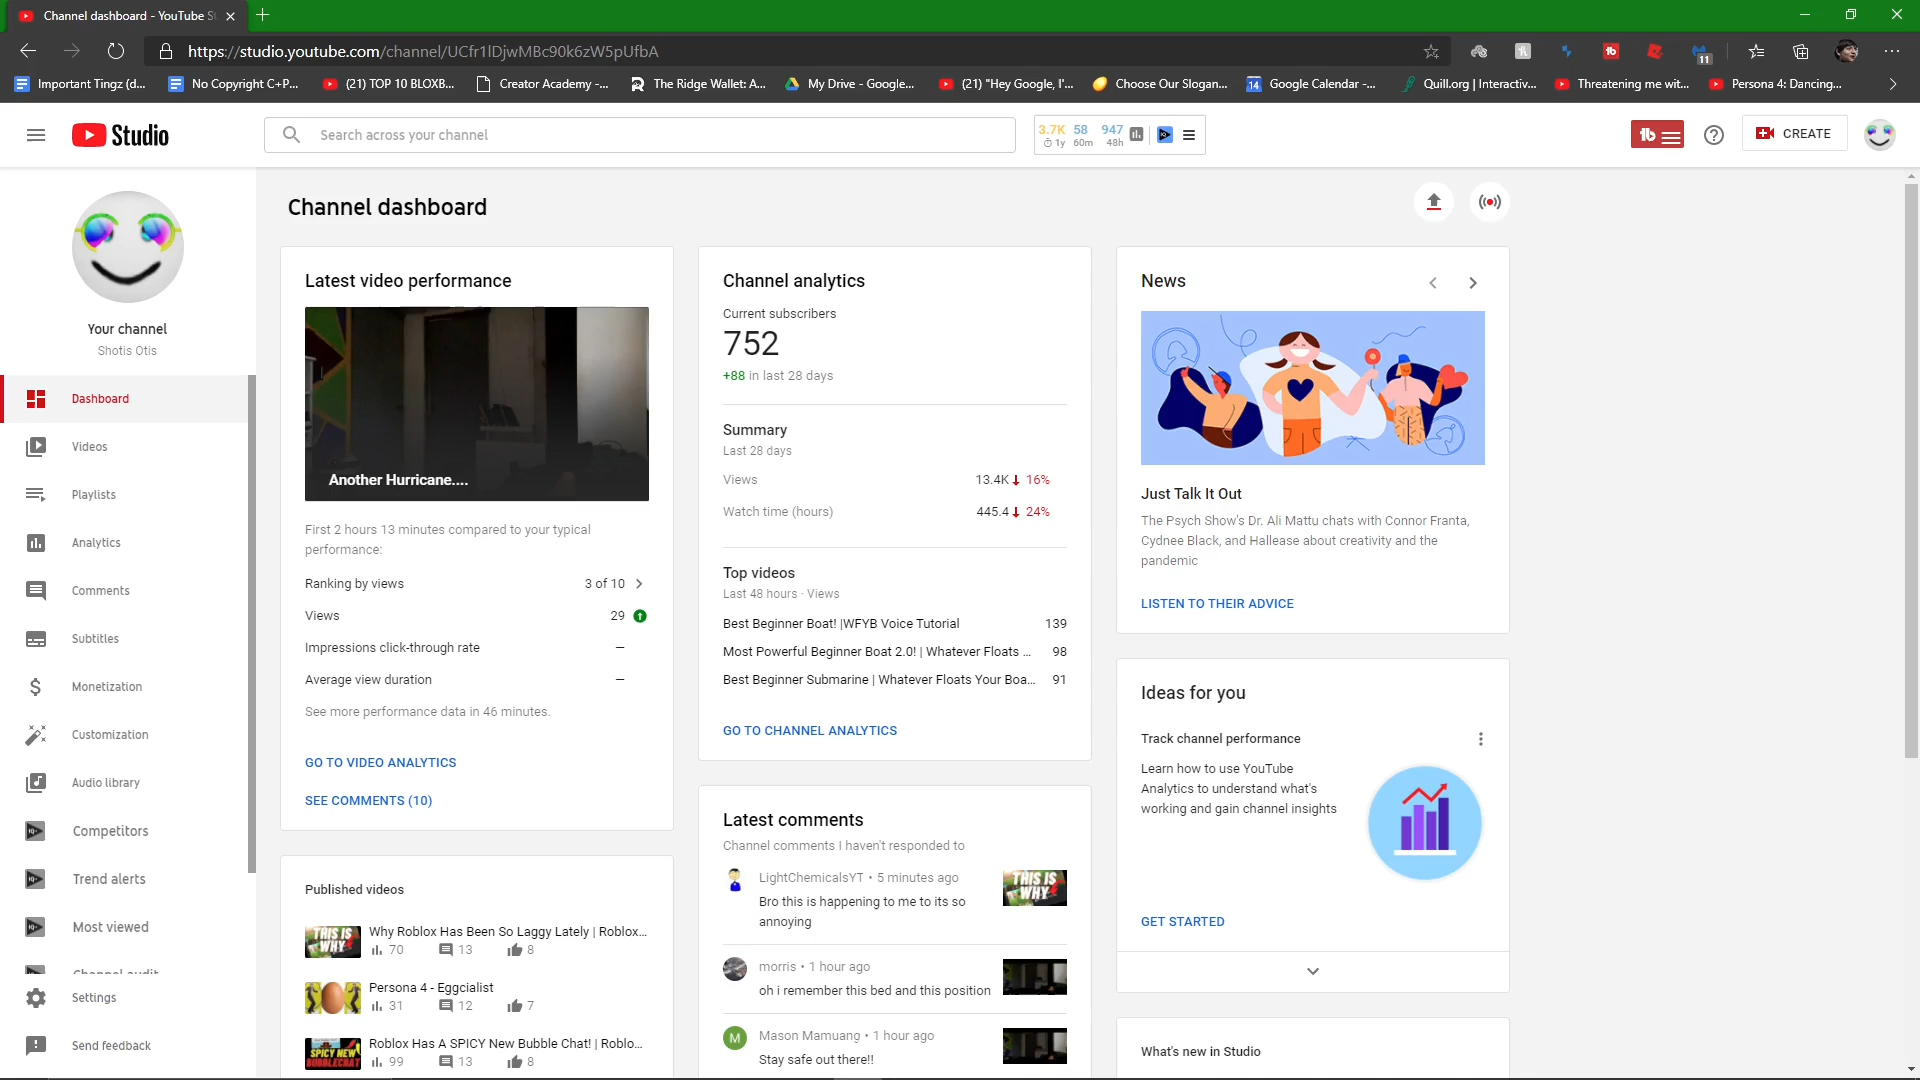 Channel dashboard - YouTube St
https://studio.youtube.com/channel/UCfr1lDjwMBc90k6zW5pUfbA
11
Important Tingz (d...
No Copyright C+P...
(21) TOP 10 BLOXB...
Creator Academy -...
The Ridge Wallet: A...
My Drive - Google...
(21) "Hey Google, I'...
Choose Our Slogan...
14
Google Calendar -...
Quill.org | Interactiv...
Threatening me wit...
Persona 4: Dancing...
Studio
Search across your channel
3.7K 58 947
1y 60m 48h
CREATE
Your channel
Shotis Otis
Dashboard
Videos
Playlists
Analytics
Comments
Subtitles
Monetization
Customization
Audio library
Competitors
Trend alerts
Most viewed
Channel audit
Settings
Send feedback
Channel dashboard
Latest video performance
Another Hurricane....
First 2 hours 13 minutes compared to your typical
performance:
Ranking by views 3 of 10
Views 29
Impressions click-through rate —
Average view duration —
See more performance data in 46 minutes.
GO TO VIDEO ANALYTICS
SEE COMMENTS (10)
Published videos
THIS IS
WHY
Why Roblox Has Been So Laggy Lately | Roblox...
70 13 8
Persona 4 - Eggcialist
31 12 7
SPICY NEW
BUBBLECHAT
Roblox Has A SPICY New Bubble Chat! | Roblo...
99 13 8
Channel analytics
Current subscribers
752
+88 in last 28 days
Summary
Last 28 days
Views 13.4K 16%
Watch time (hours) 445.4 24%
Top videos
Last 48 hours · Views
Best Beginner Boat! |WFYB Voice Tutorial 139
Most Powerful Beginner Boat 2.0! | Whatever Floats ... 98
Best Beginner Submarine | Whatever Floats Your Boa... 91
GO TO CHANNEL ANALYTICS
Latest comments
Channel comments I haven't responded to
LightChemicalsYT • 5 minutes ago
Bro this is happening to me to its so
annoying
THIS IS
WHY
morris • 1 hour ago
oh i remember this bed and this position
M
Mason Mamuang • 1 hour ago
Stay safe out there!!
News
Just Talk It Out
The Psych Show's Dr. Ali Mattu chats with Connor Franta,
Cydnee Black, and Hallease about creativity and the
pandemic
LISTEN TO THEIR ADVICE
Ideas for you
Track channel performance
Learn how to use YouTube
Analytics to understand what's
working and gain channel insights
GET STARTED
What's new in Studio